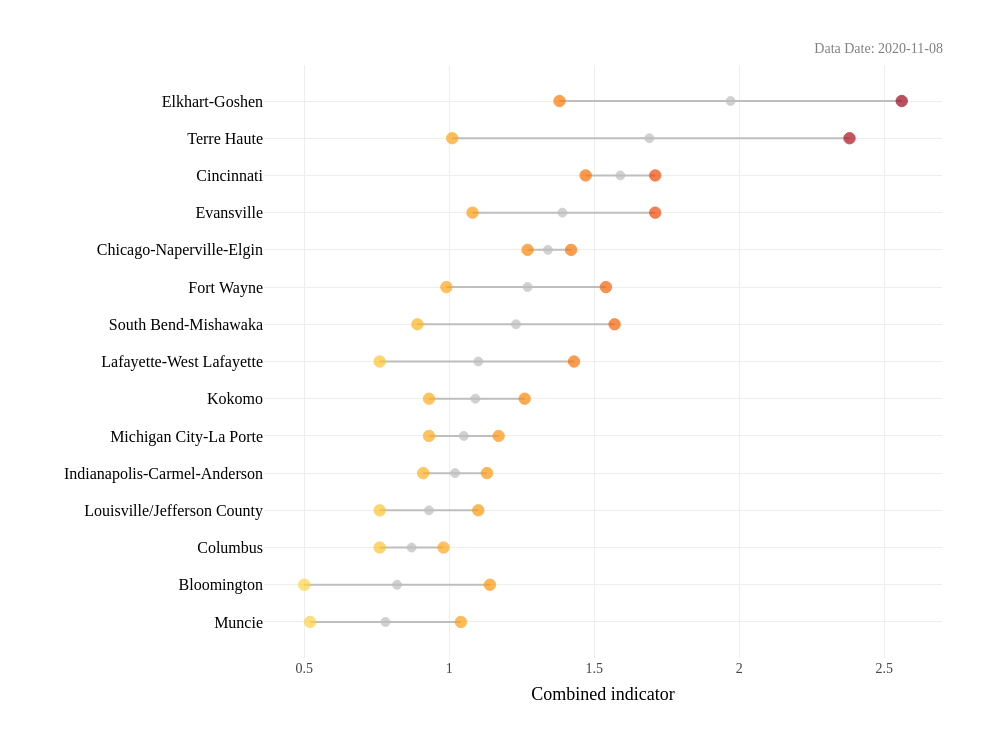 Data Date: 2020-11-08
Elkhart-Goshen
Terre Haute
Cincinnati
Evansville
Chicago-Naperville-Elgin
Fort Wayne
South Bend-Mishawaka
Lafayette-West Lafayette
Kokomo
Michigan City-La Porte
Indianapolis-Carmel-Anderson
Louisville/Jefferson County
Columbus
Bloomington
Muncie
0.5 1 1.5 2 2.5
Combined indicator